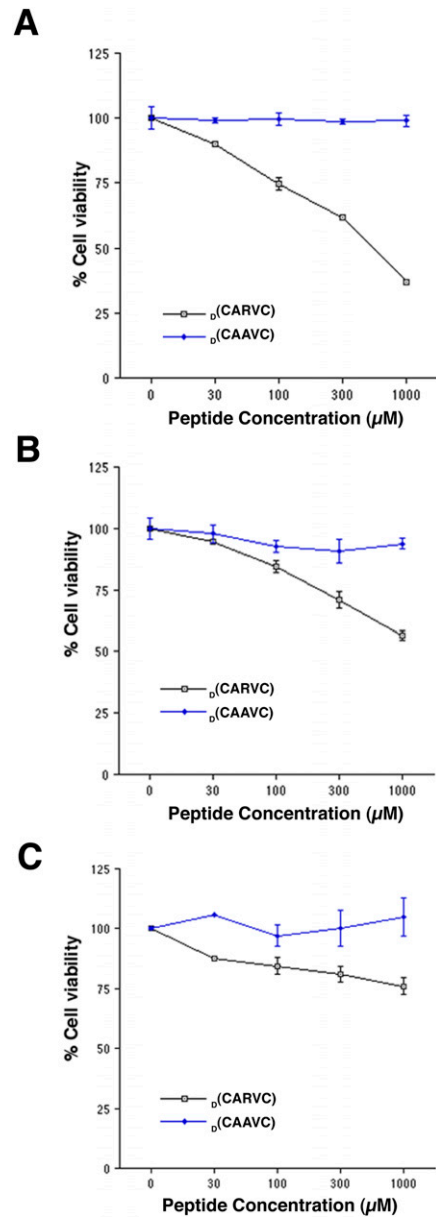 A
125
100
75
50
25
% Cell viability
D(CARVC)
D(CAAVC)
0 30 100 300 1000
Peptide Concentration (µM)
B
125
100
75
50
25
0
% Cell viability
D(CARVC)
D(CAAVC)
0 30 100 300 1000
Peptide Concentration (µM)
C
125
100
75
50
25
0
% Cell viability
D(CARVC)
D(CAAVC)
0 30 100 300 1000
Peptide Concentration (µM)